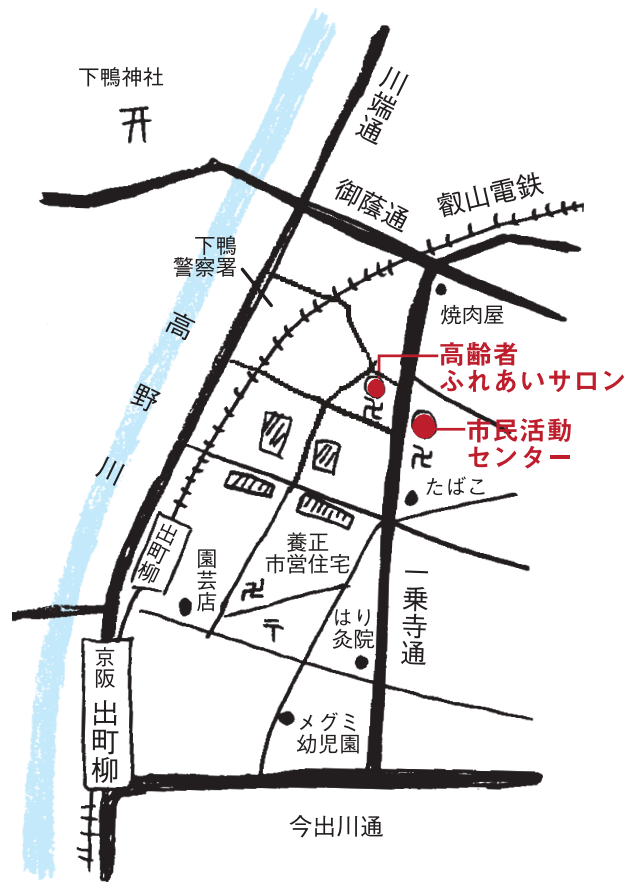 下鴨神社
川端通
御蔭通
叡山電鉄
下鴨
警察署
焼肉屋
高野川
高齢者
ふれあいサロン
市民活動
センター
たばこ
出町柳
養正
市営住宅
園芸店
一乗寺通
はり
灸院
京阪
出町柳
メグミ
幼児園
今出川通